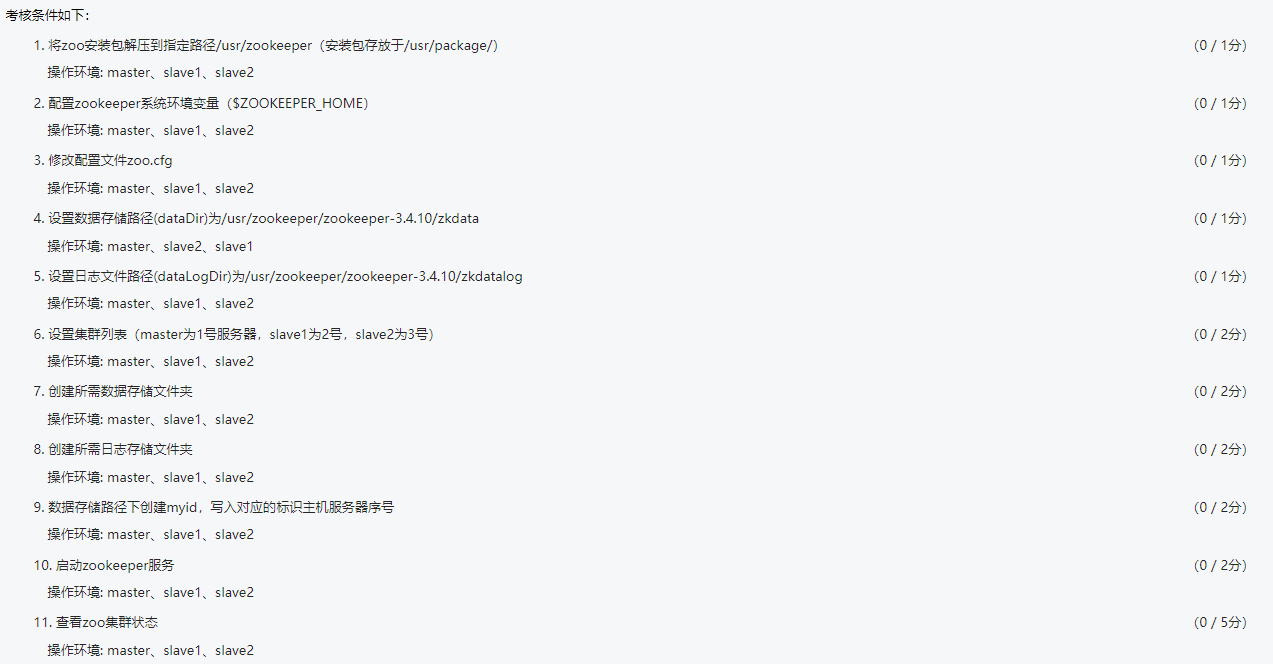 考核条件如下：
1. 将zoo安装包解压到指定路径/usr/zookeeper（安装包存放于/usr/package/） (0 / 1分)
操作环境: master、slave1、slave2
2. 配置zookeeper系统环境变量（$ZOOKEEPER_HOME） (0 / 1分)
操作环境: master、slave1、slave2
3. 修改配置文件zoo.cfg (0 / 1分)
操作环境: master、slave1、slave2
4. 设置数据存储路径(dataDir)为/usr/zookeeper/zookeeper-3.4.10/zkdata (0 / 1分)
操作环境: master、slave2、slave1
5. 设置日志文件路径(dataLogDir)为/usr/zookeeper/zookeeper-3.4.10/zkdatalog (0 / 1分)
操作环境: master、slave1、slave2
6. 设置集群列表（master为1号服务器，slave1为2号，slave2为3号） (0 / 2分)
操作环境: master、slave1、slave2
7. 创建所需数据存储文件夹 (0 / 2分)
操作环境: master、slave1、slave2
8. 创建所需日志存储文件夹 (0 / 2分)
操作环境: master、slave1、slave2
9. 数据存储路径下创建myid，写入对应的标识主机服务器序号 (0 / 2分)
操作环境: master、slave1、slave2
10. 启动zookeeper服务 (0 / 2分)
操作环境: master、slave1、slave2
11. 查看zoo集群状态 (0 / 5分)
操作环境: master、slave1、slave2